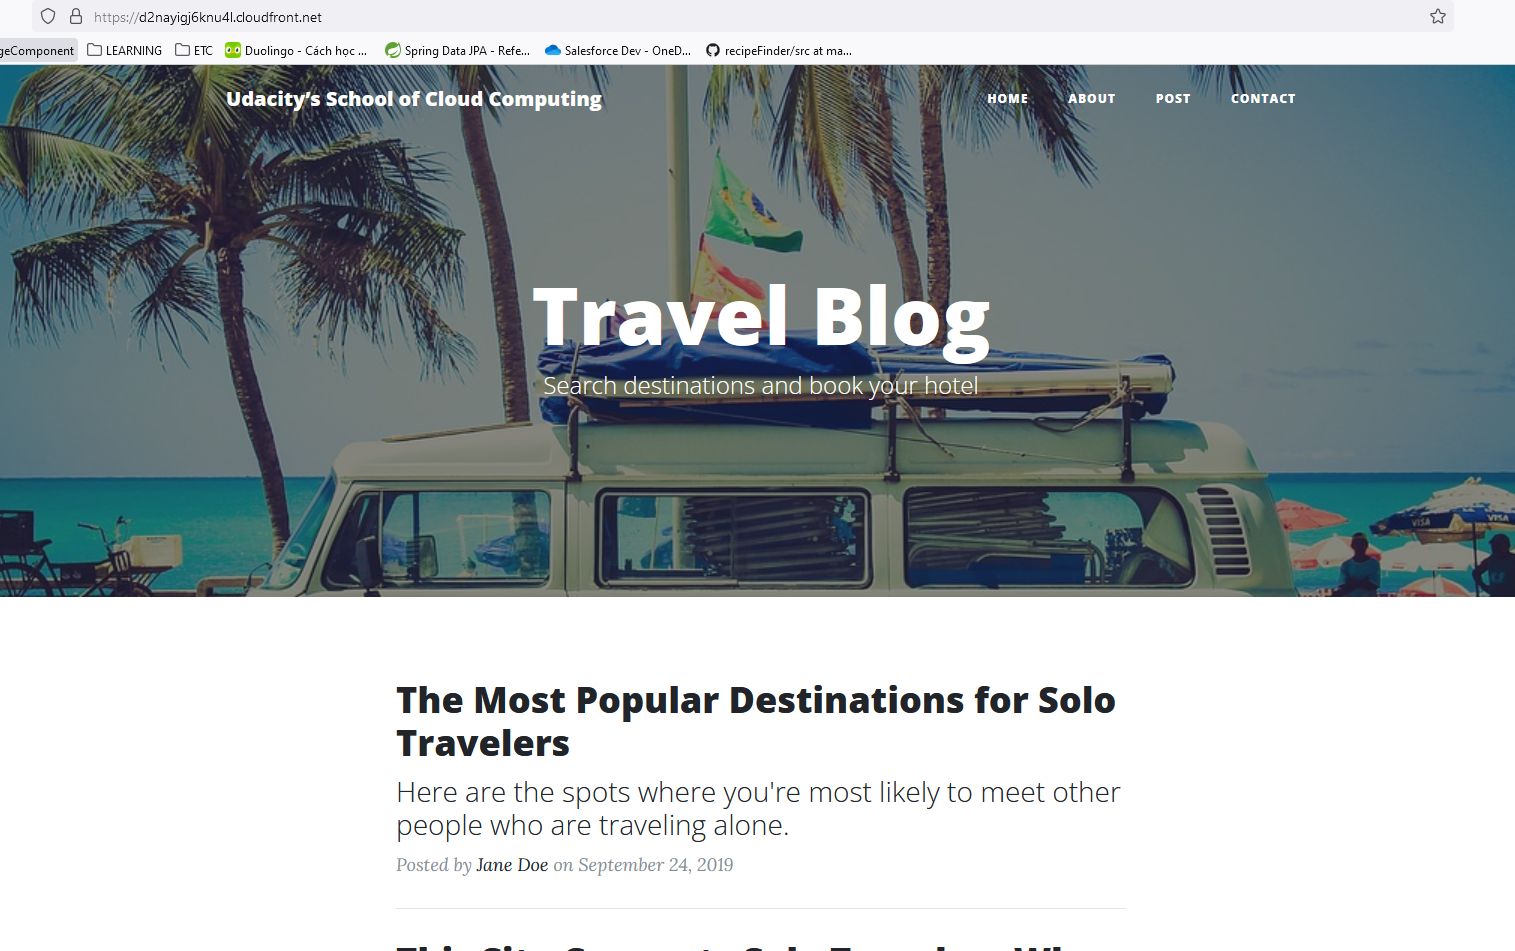 https://d2nayigj6knu4l.cloudfront.net
geComponent LEARNING ETC Duolingo - Cách học ... Spring Data JPA - Refe... Salesforce Dev - OneD... recipeFinder/src at ma...
Udacity’s School of Cloud Computing HOME ABOUT POST CONTACT
Travel Blog
Search destinations and book your hotel
VISA VISA
The Most Popular Destinations for Solo
Travelers
Here are the spots where you're most likely to meet other
people who are traveling alone.
Posted by Jane Doe on September 24, 2019